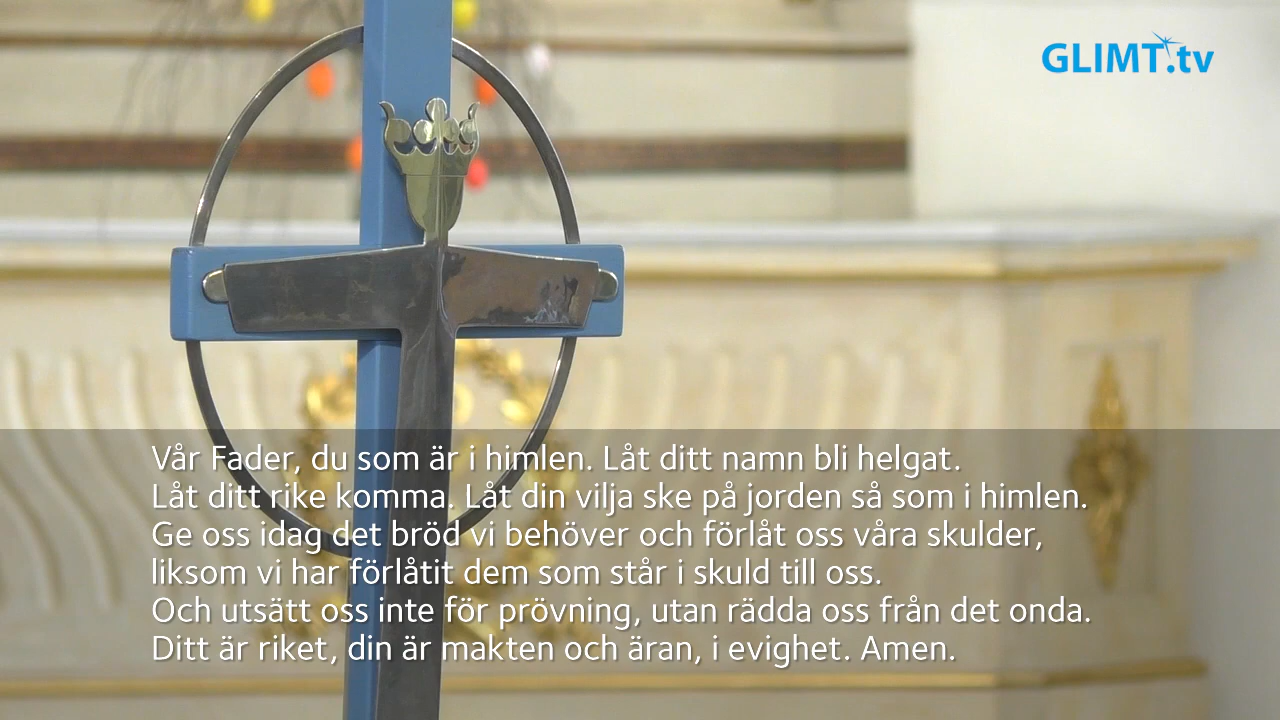 GLIMT.tv
Vår Fader, du som är i himlen. Låt ditt namn bli helgat.
Låt ditt rike komma. Låt din vilja ske på jorden så som i himlen.
Ge oss idag det bröd vi behöver och förlåt oss våra skulder,
liksom vi har förlåtit dem som står i skuld till oss.
Och utsätt oss inte för prövning, utan rädda oss från det onda.
Ditt är riket, din är makten och äran, i evighet. Amen.